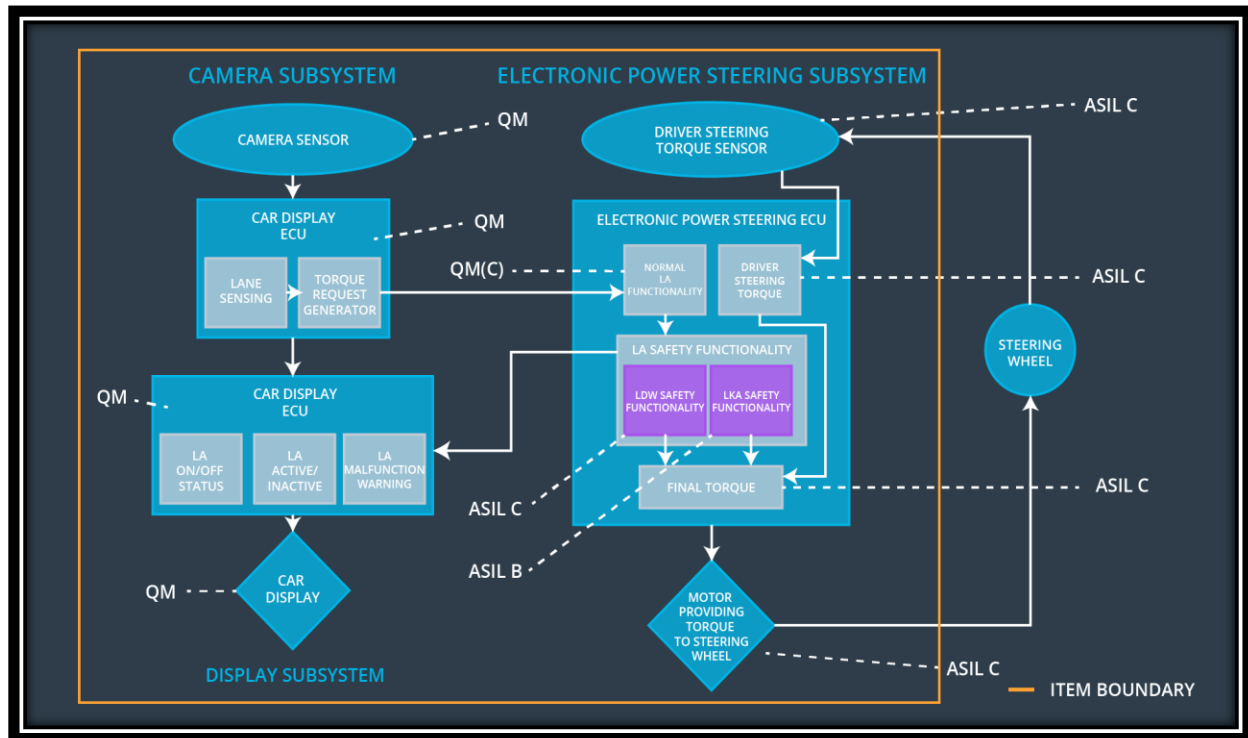 CAMERA SUBSYSTEM
ELECTRONIC POWER STEERING SUBSYSTEM
CAMERA SENSOR
QM
DRIVER STEERING
TORQUE SENSOR
ASIL C
CAR DISPLAY
ECU
QM
LANE
SENSING
TORQUE
REQUEST
GENERATOR
ELECTRONIC POWER STEERING ECU
QM(C)
NORMAL
LA
FUNCTIONALITY
DRIVER
STEERING
TORQUE
ASIL C
LA SAFETY FUNCTIONALITY
LDW SAFETY
FUNCTIONALITY
LKA SAFETY
FUNCTIONALITY
STEERING
WHEEL
QM
CAR DISPLAY
ECU
LA
ON/OFF
STATUS
LA
ACTIVE/
INACTIVE
LA
MALFUNCTION
WARNING
FINAL TORQUE
ASIL C
ASIL C
ASIL B
QM
CAR
DISPLAY
MOTOR
PROVIDING
TORQUE
TO STEERING
WHEEL
ASIL C
DISPLAY SUBSYSTEM
ITEM BOUNDARY